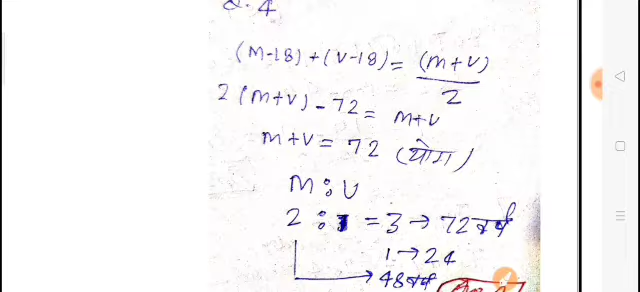 Q. 4
(M-18) + (V-18) = (M+V)/2
2(M+V) - 72 = M+V
M+V = 72 (योग)
M : V
2 : 1 = 3 → 72 वर्ष
1 → 24
→ 48 वर्ष